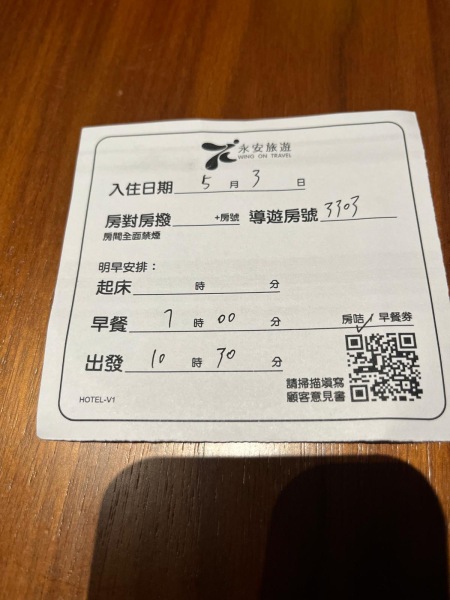 永安旅遊
WING ON TRAVEL
入住日期 5 月 3 日
房對房撥 +房號 導遊房號 3303
房間全面禁煙
明早安排：
起床 時 分
早餐 7 時 00 分 房咭 / 早餐券
出發 10 時 30 分
請掃描填寫
顧客意見書
HOTEL-V1